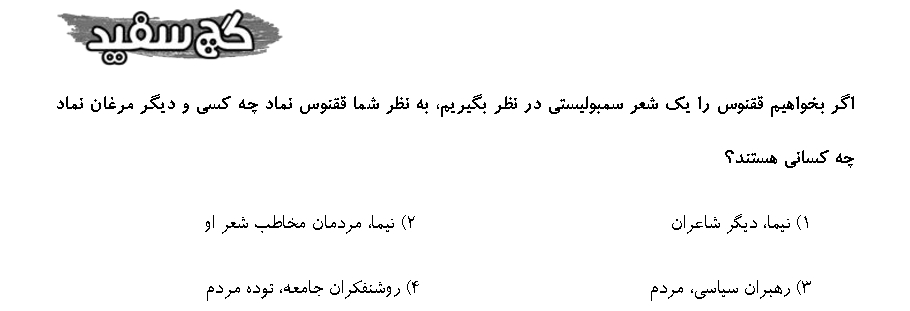 گچ سفید
اگر بخواهیم ققنوس را یک شعر سمبولیستی در نظر بگیریم، به نظر شما ققنوس نماد چه کسی و دیگر مرغان نماد
چه کسانی هستند؟
۱) نیما، دیگر شاعران
۲) نیما، مردمان مخاطب شعر او
۳) رهبران سیاسی، مردم
۴) روشنفکران جامعه، توده مردم